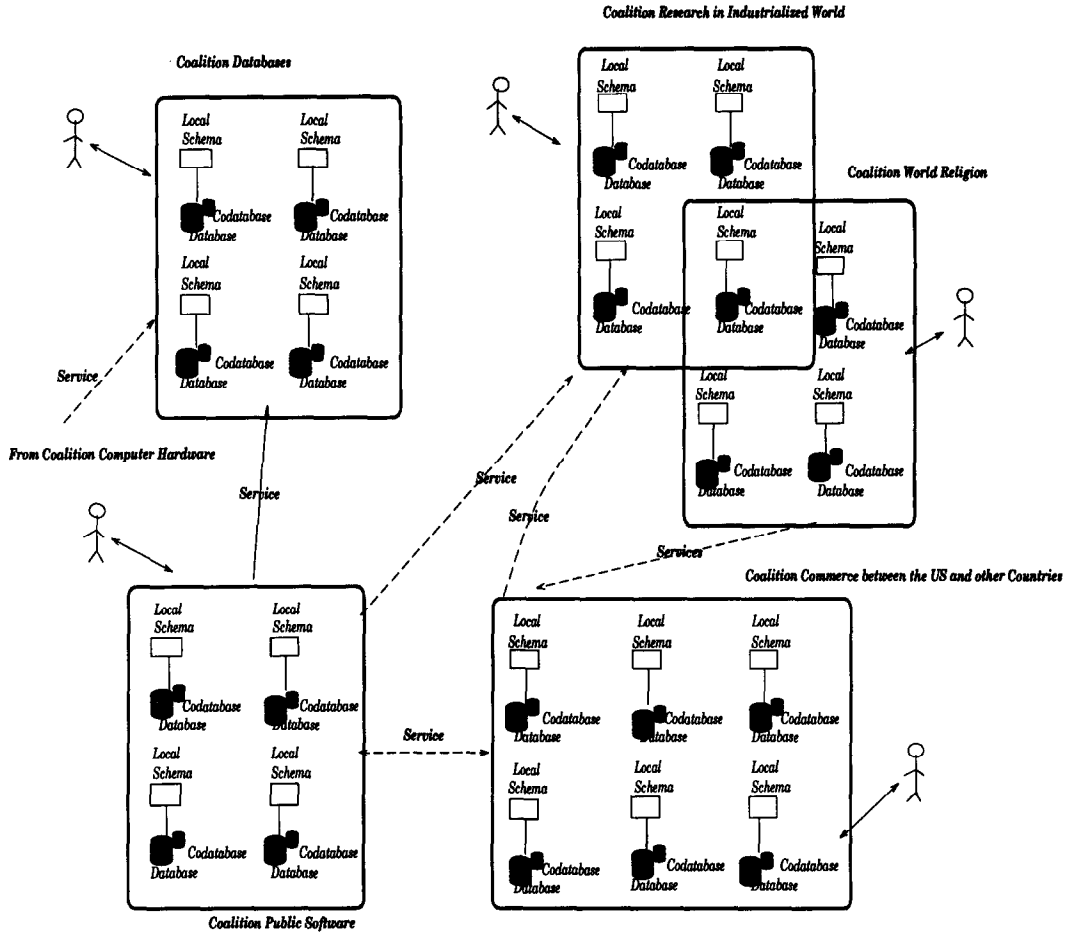 Coalition Research in Industrialized World
Coalition Databases
Local Schema
Local Schema
Codatabase
Database
Codatabase
Database
Local Schema
Local Schema
Codatabase
Database
Codatabase
Database
Local Schema
Local Schema
Codatabase
Database
Codatabase
Database
Coalition World Religion
Local Schema
Local Schema
Local Schema
Codatabase
Database
Codatabase
Database
Codatabase
Database
Local Schema
Local Schema
Codatabase
Database
Codatabase
Database
Service
From Coalition Computer Hardware
Service
Service
Service
Services
Coalition Commerce between the US and other Countries
Local Schema
Local Schema
Codatabase
Database
Codatabase
Database
Local Schema
Local Schema
Codatabase
Database
Codatabase
Database
Service
Local Schema
Local Schema
Local Schema
Codatabase
Database
Codatabase
Database
Codatabase
Database
Local Schema
Local Schema
Local Schema
Codatabase
Database
Codatabase
Database
Codatabase
Database
Coalition Public Software